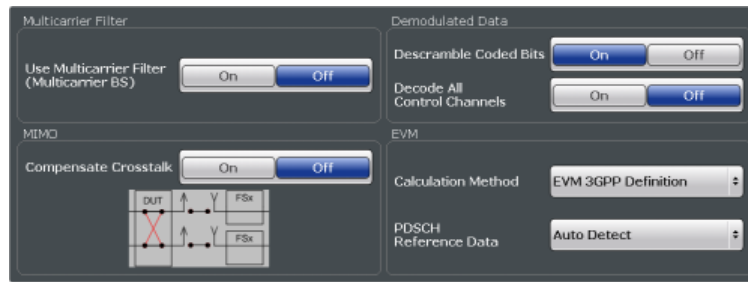 Multicarrier Filter
Use Multicarrier Filter
(Multicarrier BS)
On Off
MIMO
Compensate Crosstalk On Off
DUT FSx
FSx
Demodulated Data
Descramble Coded Bits On Off
Decode All
Control Channels
On Off
EVM
Calculation Method EVM 3GPP Definition
PDSCH
Reference Data
Auto Detect